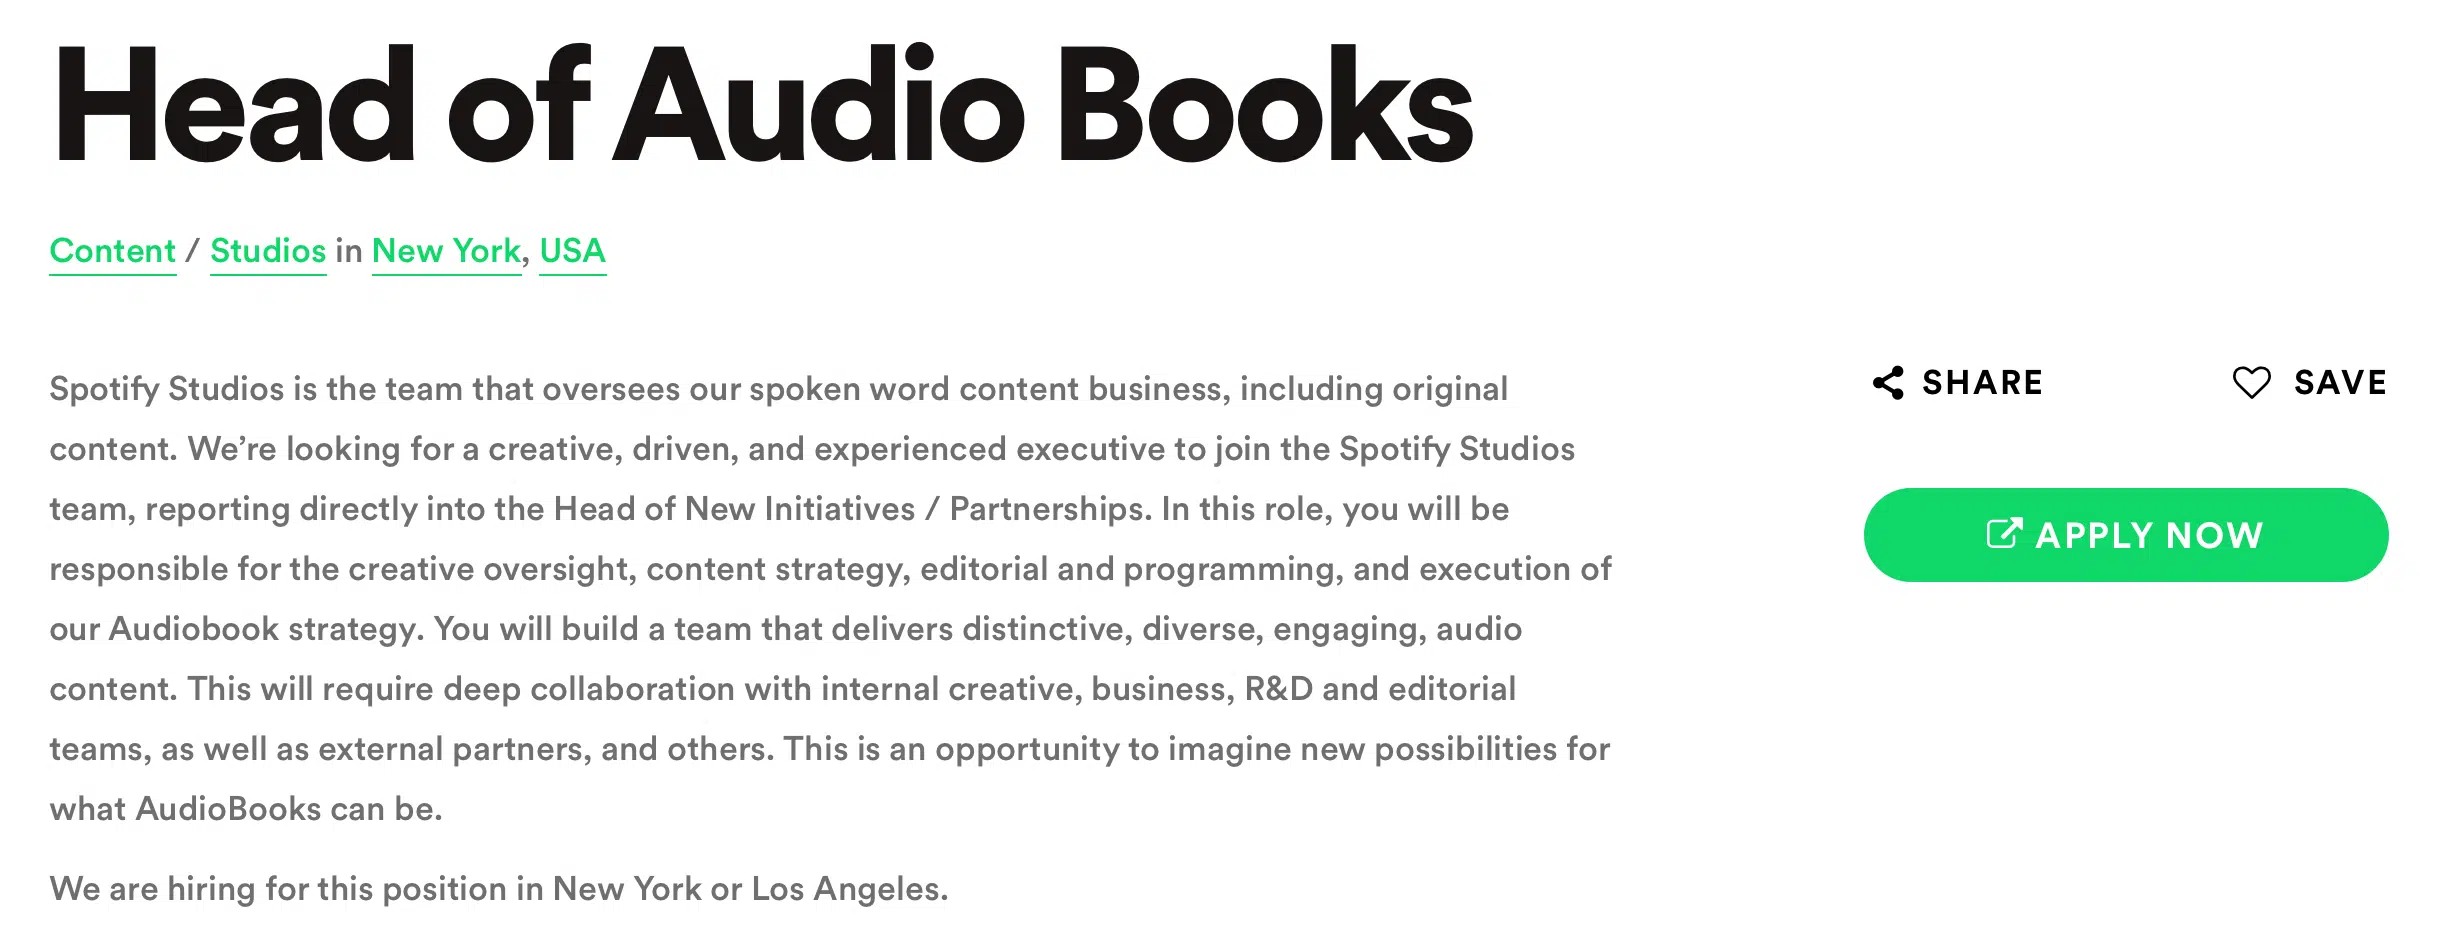 Head of Audio Books
Content / Studios in New York, USA
Spotify Studios is the team that oversees our spoken word content business, including original
content. We’re looking for a creative, driven, and experienced executive to join the Spotify Studios
team, reporting directly into the Head of New Initiatives / Partnerships. In this role, you will be
responsible for the creative oversight, content strategy, editorial and programming, and execution of
our Audiobook strategy. You will build a team that delivers distinctive, diverse, engaging, audio
content. This will require deep collaboration with internal creative, business, R&D and editorial
teams, as well as external partners, and others. This is an opportunity to imagine new possibilities for
what AudioBooks can be.
We are hiring for this position in New York or Los Angeles.
SHARE
SAVE
APPLY NOW